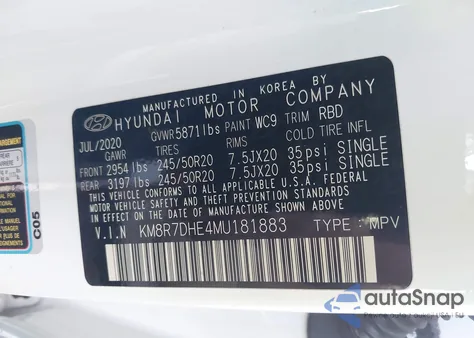 MANUFACTURED IN KOREA BY
HYUNDAI MOTOR COMPANY
JUL/2020 GVWR 5871lbs PAINT WC9 TRIM RBD
GAWR TIRES COLD TIRE INFL
FRONT 2954lbs 245/50R20 7.5JX20 35psi SINGLE
REAR 3197lbs 245/50R20 7.5JX20 35psi SINGLE
THIS VEHICLE CONFORMS TO ALL APPLICABLE U.S.A. FEDERAL
MOTOR VEHICLE SAFETY, BUMPER, AND THEFT PREVENTION
STANDARDS IN EFFECT ON THE DATE OF MANUFACTURE SHOWN ABOVE
V.I.N KM8R7DHE4MU181883 TYPE : MPV
C05
autoSnap